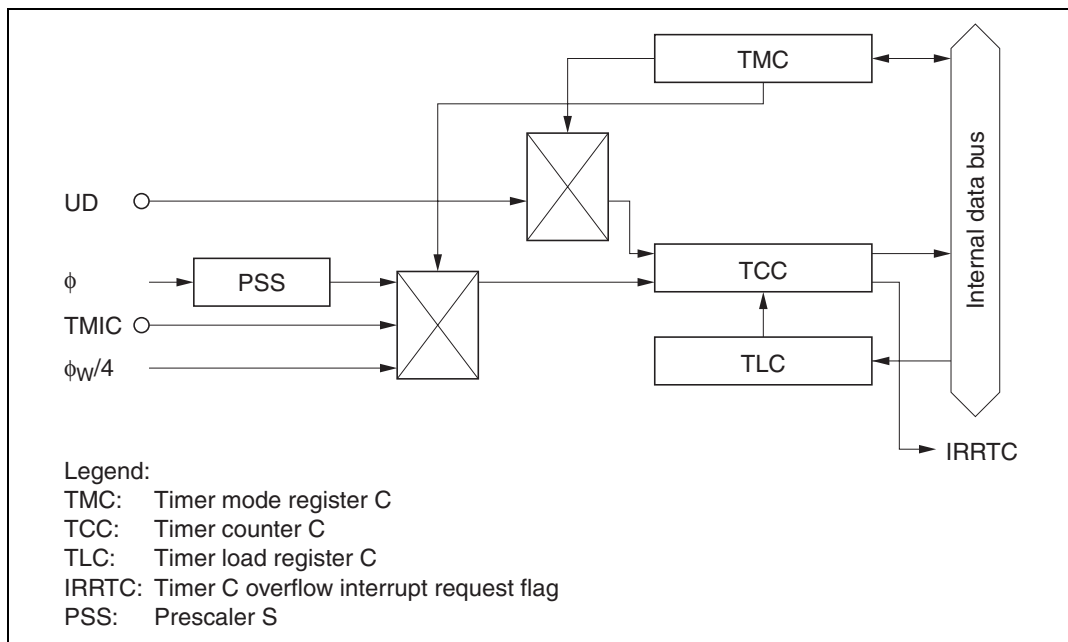 TMC
UD
TCC
Internal data bus
ϕ
PSS
TMIC
ϕW/4
TLC
IRRTC
Legend:
TMC: Timer mode register C
TCC: Timer counter C
TLC: Timer load register C
IRRTC: Timer C overflow interrupt request flag
PSS: Prescaler S